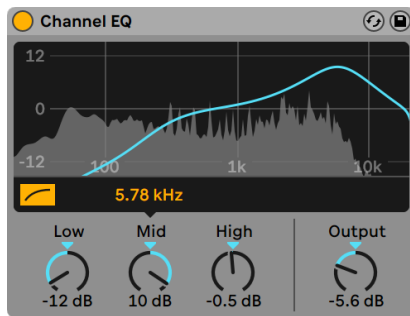 Channel EQ
12
0
-12 100 1k 10k
5.78 kHz
Low Mid High Output
-12 dB 10 dB -0.5 dB -5.6 dB